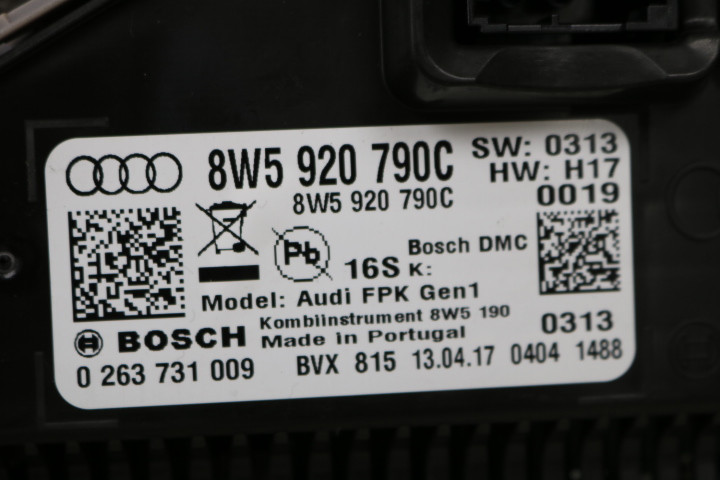 8W5 920 790C
SW: 0313
HW: H17
8W5 920 790C
0019
Pb
Bosch DMC
16S K:
Model: Audi FPK Gen1
Kombiinstrument 8W5 190
0313
BOSCH
Made in Portugal
0 263 731 009
BVX 815 13.04.17 0404 1488